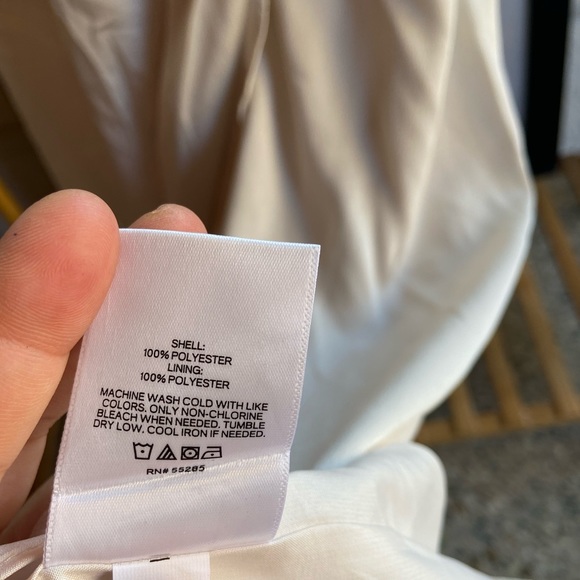 SHELL:
100% POLYESTER
LINING:
100% POLYESTER
MACHINE WASH COLD WITH LIKE
COLORS. ONLY NON-CHLORINE
BLEACH WHEN NEEDED. TUMBLE
DRY LOW. COOL IRON IF NEEDED.
RN# 55285